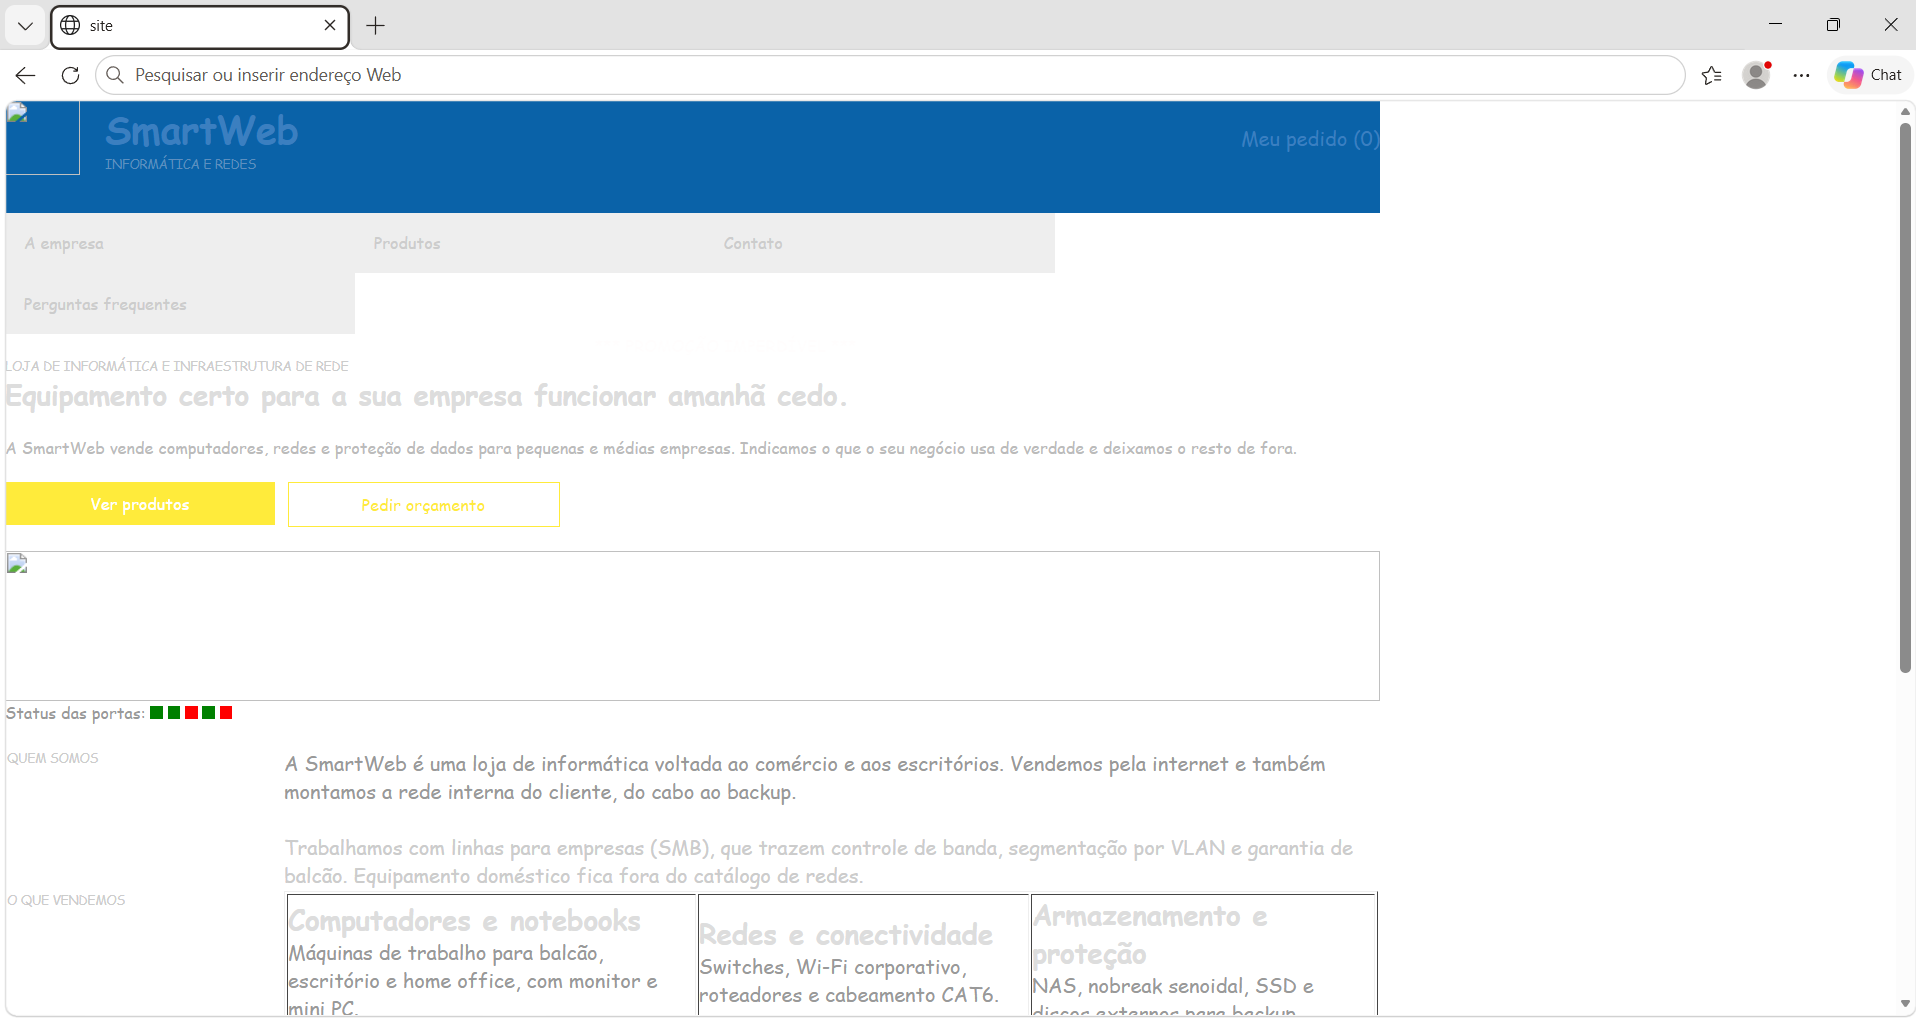 site
Pesquisar ou inserir endereço Web
Chat
SmartWeb
INFORMÁTICA E REDES
Meu pedido (0)
A empresa
Produtos
Contato
Perguntas frequentes
LOJA DE INFORMÁTICA E INFRAESTRUTURA DE REDE
Equipamento certo para a sua empresa funcionar amanhã cedo.
A SmartWeb vende computadores, redes e proteção de dados para pequenas e médias empresas. Indicamos o que o seu negócio usa de verdade e deixamos o resto de fora.
Ver produtos
Pedir orçamento
Status das portas:
QUEM SOMOS
A SmartWeb é uma loja de informática voltada ao comércio e aos escritórios. Vendemos pela internet e também
montamos a rede interna do cliente, do cabo ao backup.
Trabalhamos com linhas para empresas (SMB), que trazem controle de banda, segmentação por VLAN e garantia de
balcão. Equipamento doméstico fica fora do catálogo de redes.
O QUE VENDEMOS
Computadores e notebooks
Máquinas de trabalho para balcão,
escritório e home office, com monitor e
mini PC.
Redes e conectividade
Switches, Wi-Fi corporativo,
roteadores e cabeamento CAT6.
Armazenamento e
proteção
NAS, nobreak senoidal, SSD e
discos externos para backup.